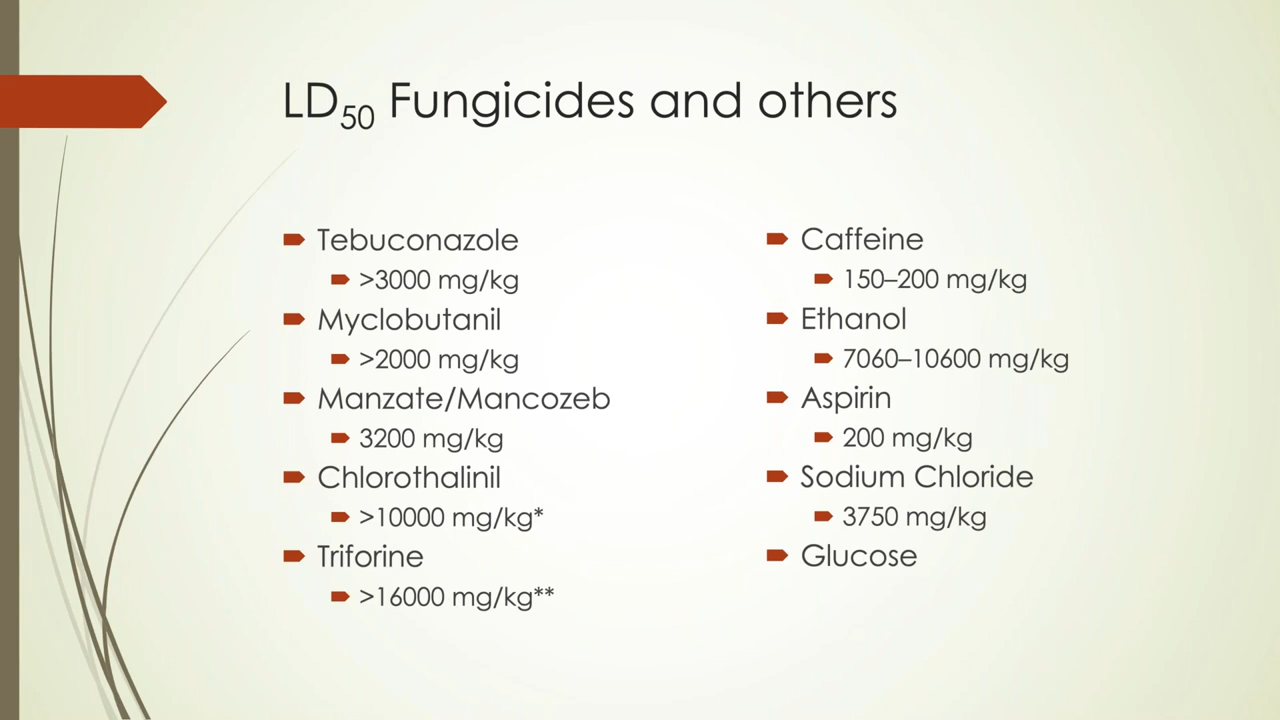 LD50 Fungicides and others
Tebuconazole
>3000 mg/kg
Myclobutanil
>2000 mg/kg
Manzate/Mancozeb
3200 mg/kg
Chlorothalinil
>10000 mg/kg*
Triforine
>16000 mg/kg**
Caffeine
150–200 mg/kg
Ethanol
7060–10600 mg/kg
Aspirin
200 mg/kg
Sodium Chloride
3750 mg/kg
Glucose